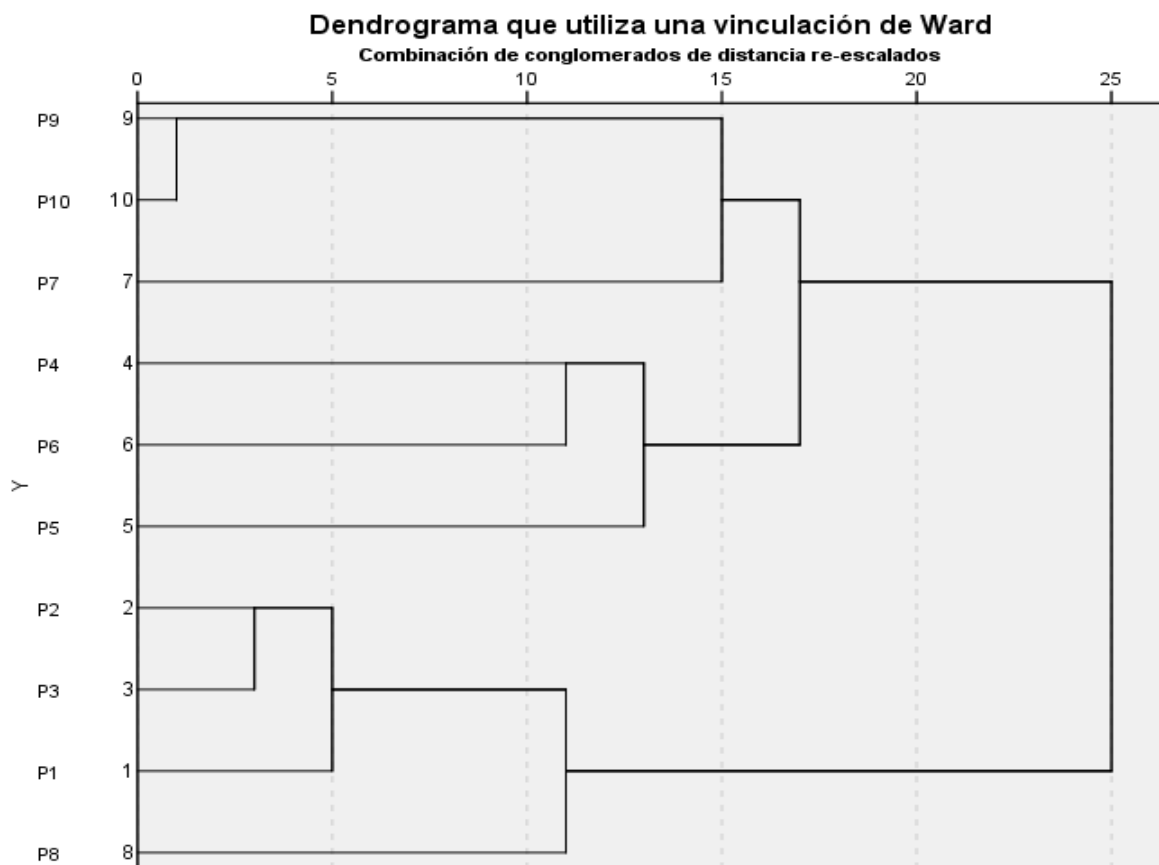 Dendrograma que utiliza una vinculación de Ward
Combinación de conglomerados de distancia re-escalados
0 5 10 15 20 25
P9 9
P10 10
P7 7
P4 4
P6 6
Y
P5 5
P2 2
P3 3
P1 1
P8 8